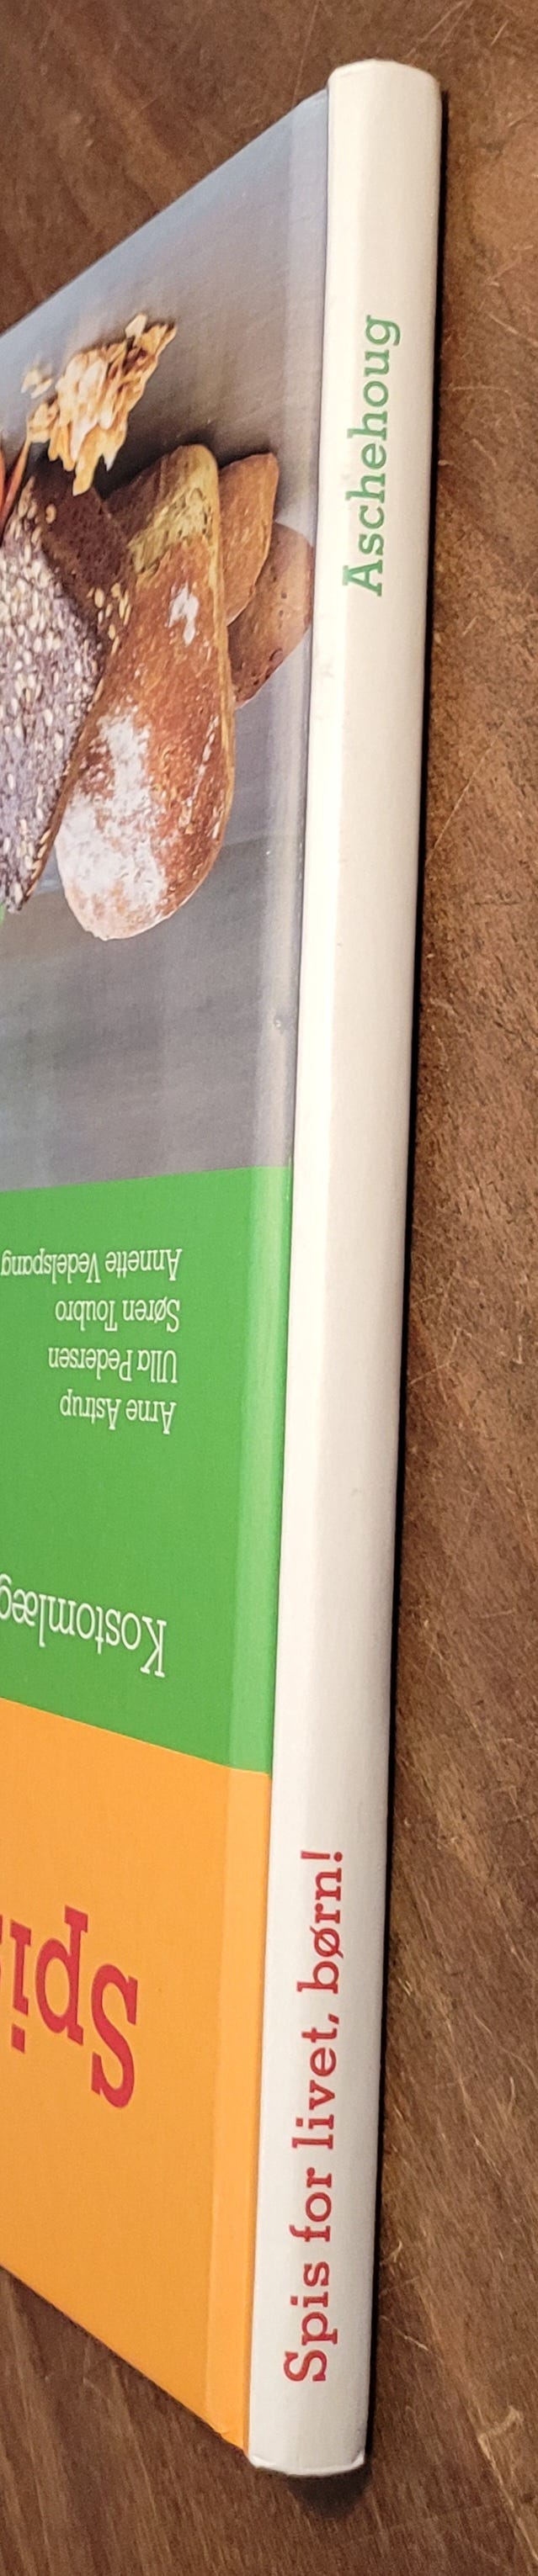 Spis for livet, børn!
Aschehoug
Spis
Kostomlæg
Arne Astrup
Ulla Pedersen
Søren Toubro
Annette Vedelspang